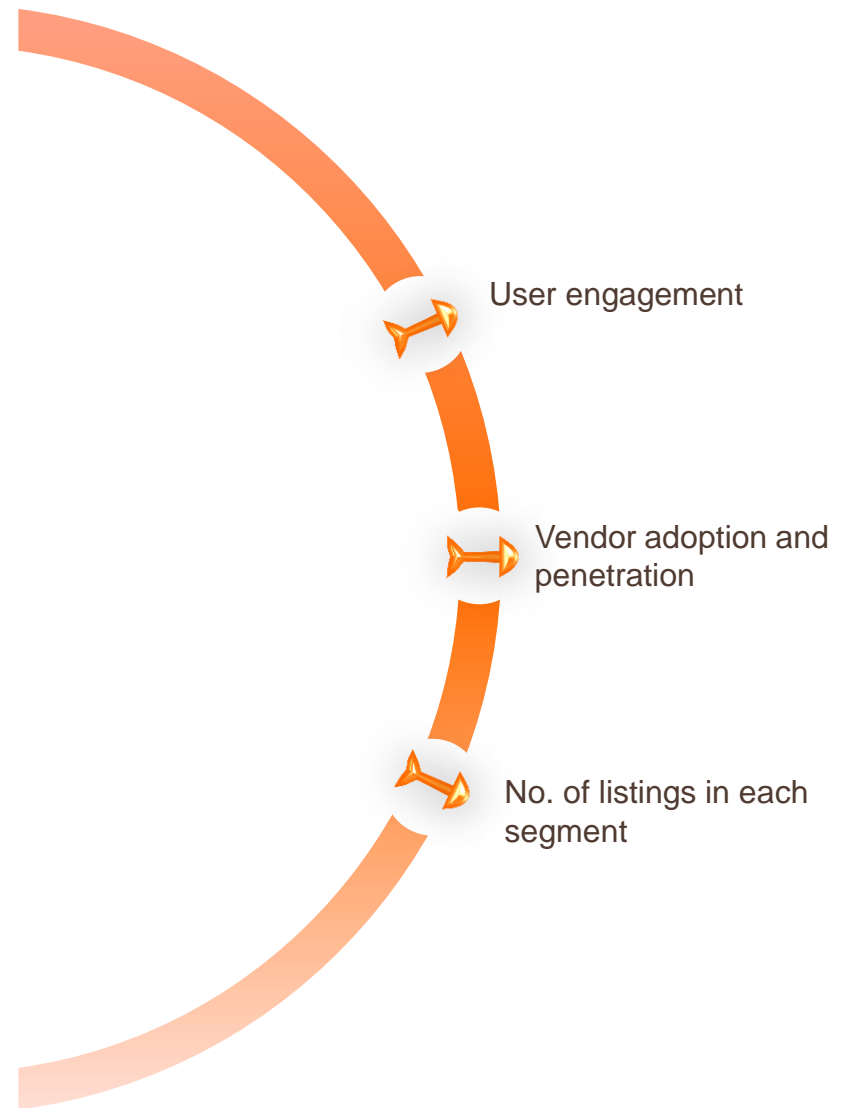 User engagement
Vendor adoption and
penetration
No. of listings in each
segment